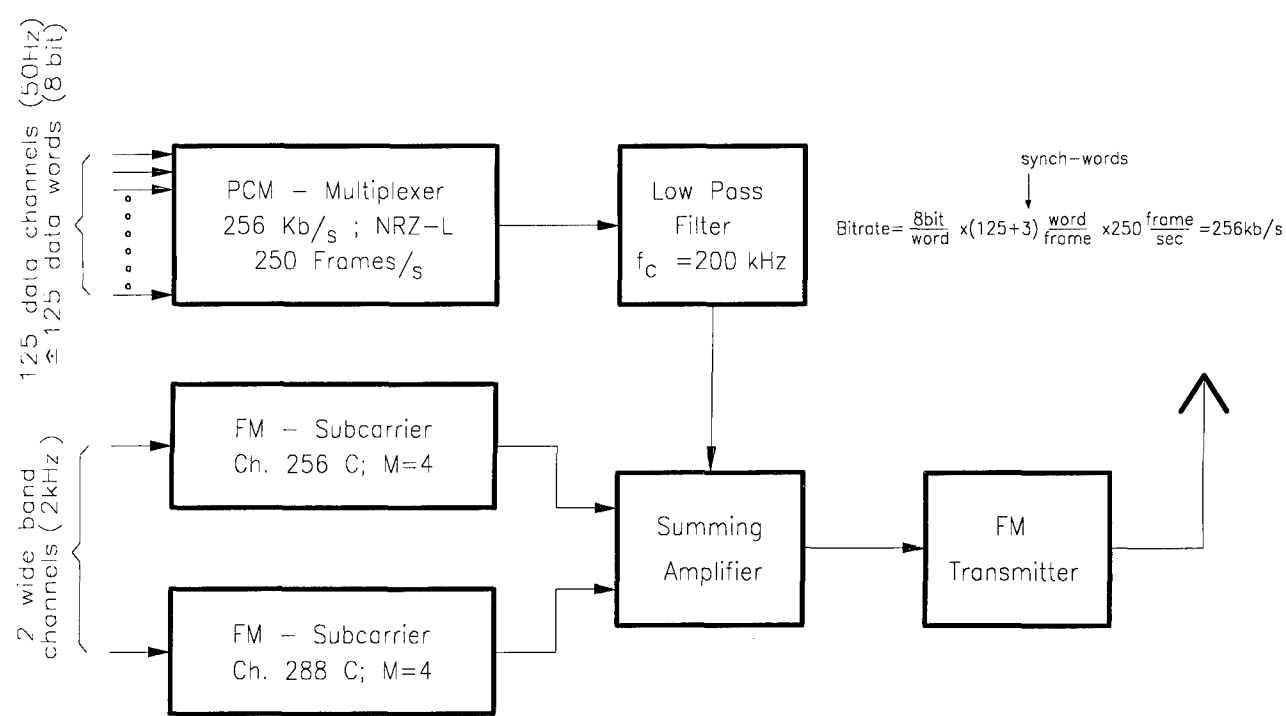 125 data channels (50Hz)
≙ 125 data words (8 bit)
PCM – Multiplexer
256 Kb/s ; NRZ-L
250 Frames/s
Low Pass
Filter
fc =200 kHz
synch-words
Bitrate= 8bit/word x(125+3) word/frame x250 frame/sec =256kb/s
2 wide band
channels (2kHz)
FM – Subcarrier
Ch. 256 C; M=4
FM – Subcarrier
Ch. 288 C; M=4
Summing
Amplifier
FM
Transmitter